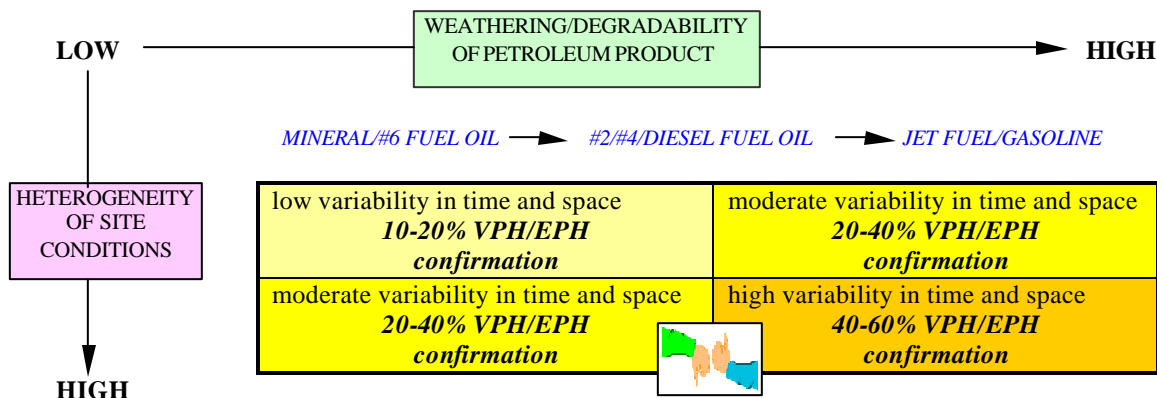 WEATHERING/DEGRADABILITY
OF PETROLEUM PRODUCT
LOW
HIGH
MINERAL/#6 FUEL OIL
#2/#4/DIESEL FUEL OIL
JET FUEL/GASOLINE
HETEROGENEITY
OF SITE
CONDITIONS
low variability in time and space
10-20% VPH/EPH
confirmation
moderate variability in time and space
20-40% VPH/EPH
confirmation
moderate variability in time and space
20-40% VPH/EPH
confirmation
high variability in time and space
40-60% VPH/EPH
confirmation
HIGH